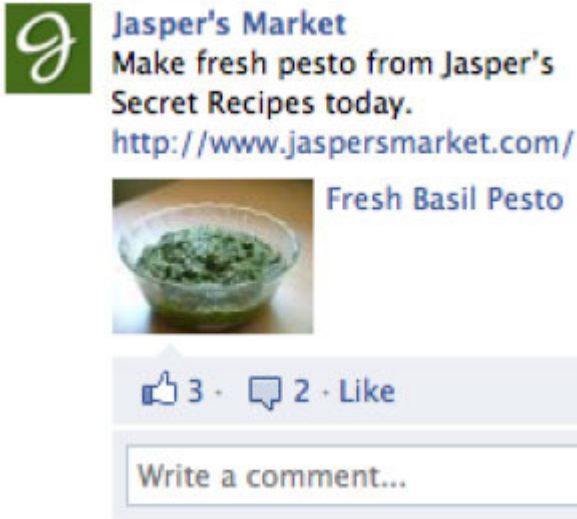 Jasper's Market
Make fresh pesto from Jasper's
Secret Recipes today.
http://www.jaspersmarket.com/
Fresh Basil Pesto
3 · 2 · Like
Write a comment...